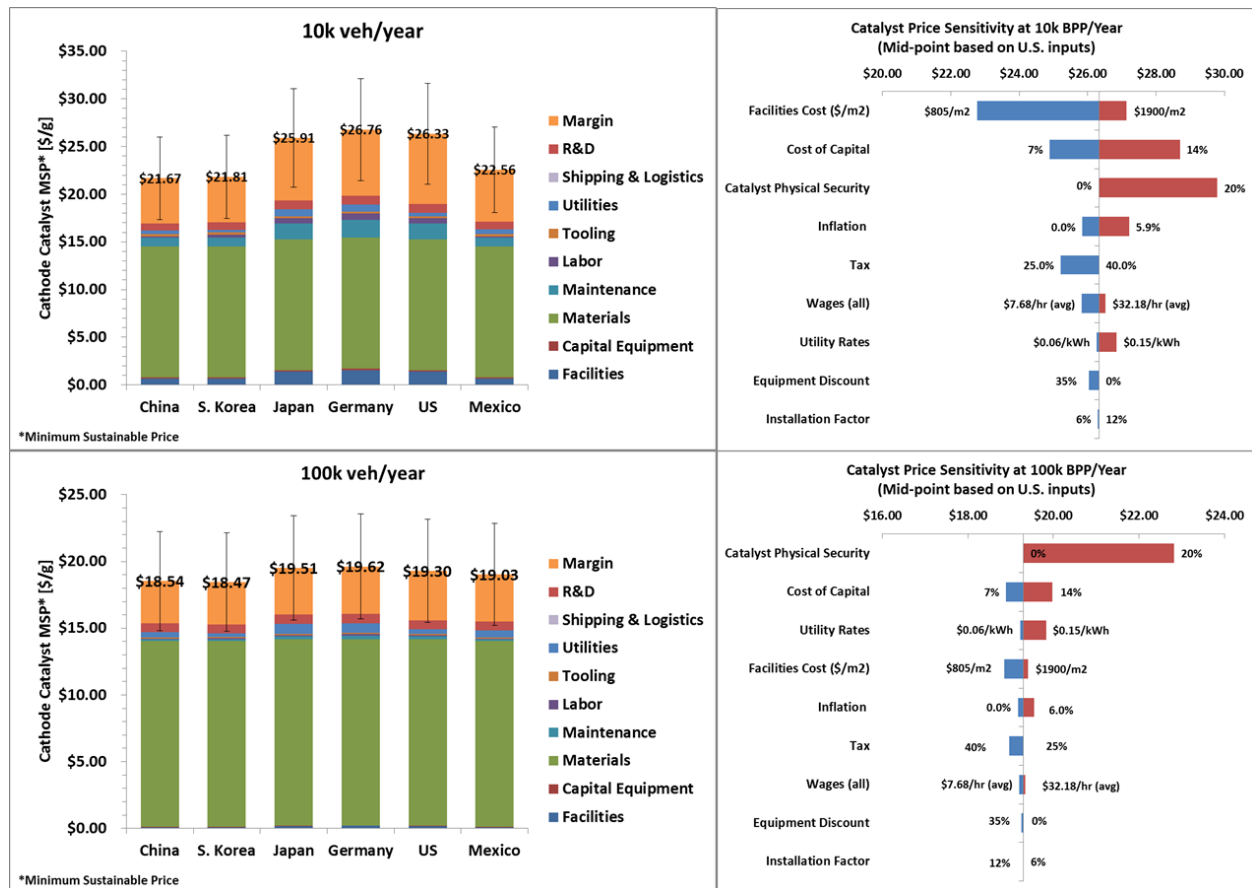 10k veh/year
Cathode Catalyst MSP* [$/g]
$35.00
$30.00
$25.00
$20.00
$15.00
$10.00
$5.00
$0.00
$21.67
$21.81
$25.91
$26.76
$26.33
$22.56
China
S. Korea
Japan
Germany
US
Mexico
Margin
R&D
Shipping & Logistics
Utilities
Tooling
Labor
Maintenance
Materials
Capital Equipment
Facilities
*Minimum Sustainable Price
Catalyst Price Sensitivity at 10k BPP/Year
(Mid-point based on U.S. inputs)
$20.00 $22.00 $24.00 $26.00 $28.00 $30.00
Facilities Cost ($/m2) $805/m2 $1900/m2
Cost of Capital 7% 14%
Catalyst Physical Security 0% 20%
Inflation 0.0% 5.9%
Tax 25.0% 40.0%
Wages (all) $7.68/hr (avg) $32.18/hr (avg)
Utility Rates $0.06/kWh $0.15/kWh
Equipment Discount 35% 0%
Installation Factor 6% 12%
100k veh/year
Cathode Catalyst MSP* [$/g]
$25.00
$20.00
$15.00
$10.00
$5.00
$0.00
$18.54
$18.47
$19.51
$19.62
$19.30
$19.03
China
S. Korea
Japan
Germany
US
Mexico
Margin
R&D
Shipping & Logistics
Utilities
Tooling
Labor
Maintenance
Materials
Capital Equipment
Facilities
*Minimum Sustainable Price
Catalyst Price Sensitivity at 100k BPP/Year
(Mid-point based on U.S. inputs)
$16.00 $18.00 $20.00 $22.00 $24.00
Catalyst Physical Security 0% 20%
Cost of Capital 7% 14%
Utility Rates $0.06/kWh $0.15/kWh
Facilities Cost ($/m2) $805/m2 $1900/m2
Inflation 0.0% 6.0%
Tax 40% 25%
Wages (all) $7.68/hr (avg) $32.18/hr (avg)
Equipment Discount 35% 0%
Installation Factor 12% 6%